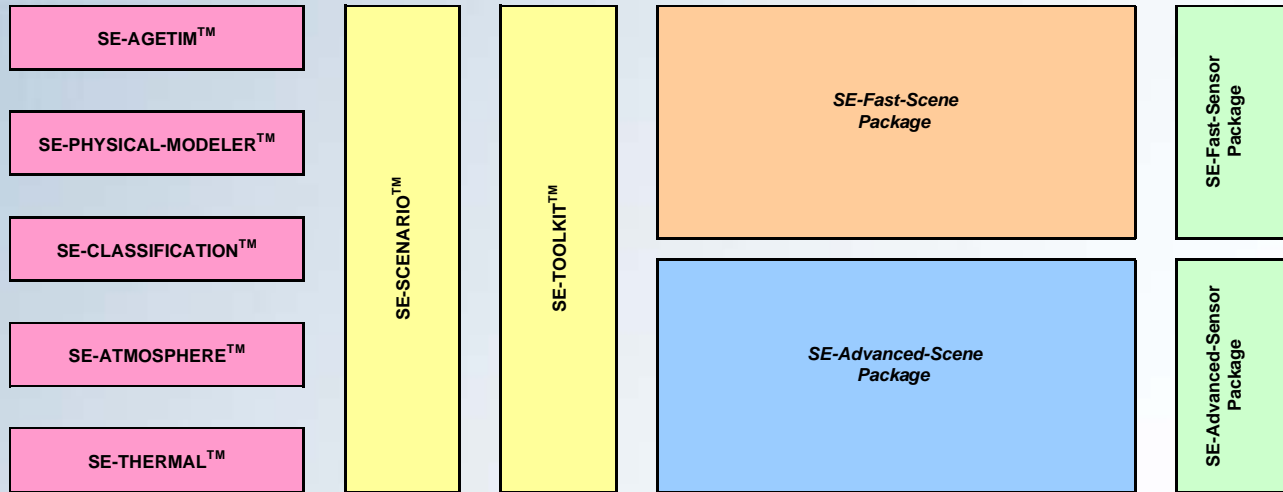 SE-AGETIM™
SE-PHYSICAL-MODELER™
SE-CLASSIFICATION™
SE-ATMOSPHERE™
SE-THERMAL™
SE-SCENARIO™
SE-TOOLKIT™
SE-Fast-Scene
Package
SE-Advanced-Scene
Package
SE-Fast-Sensor
Package
SE-Advanced-Sensor
Package